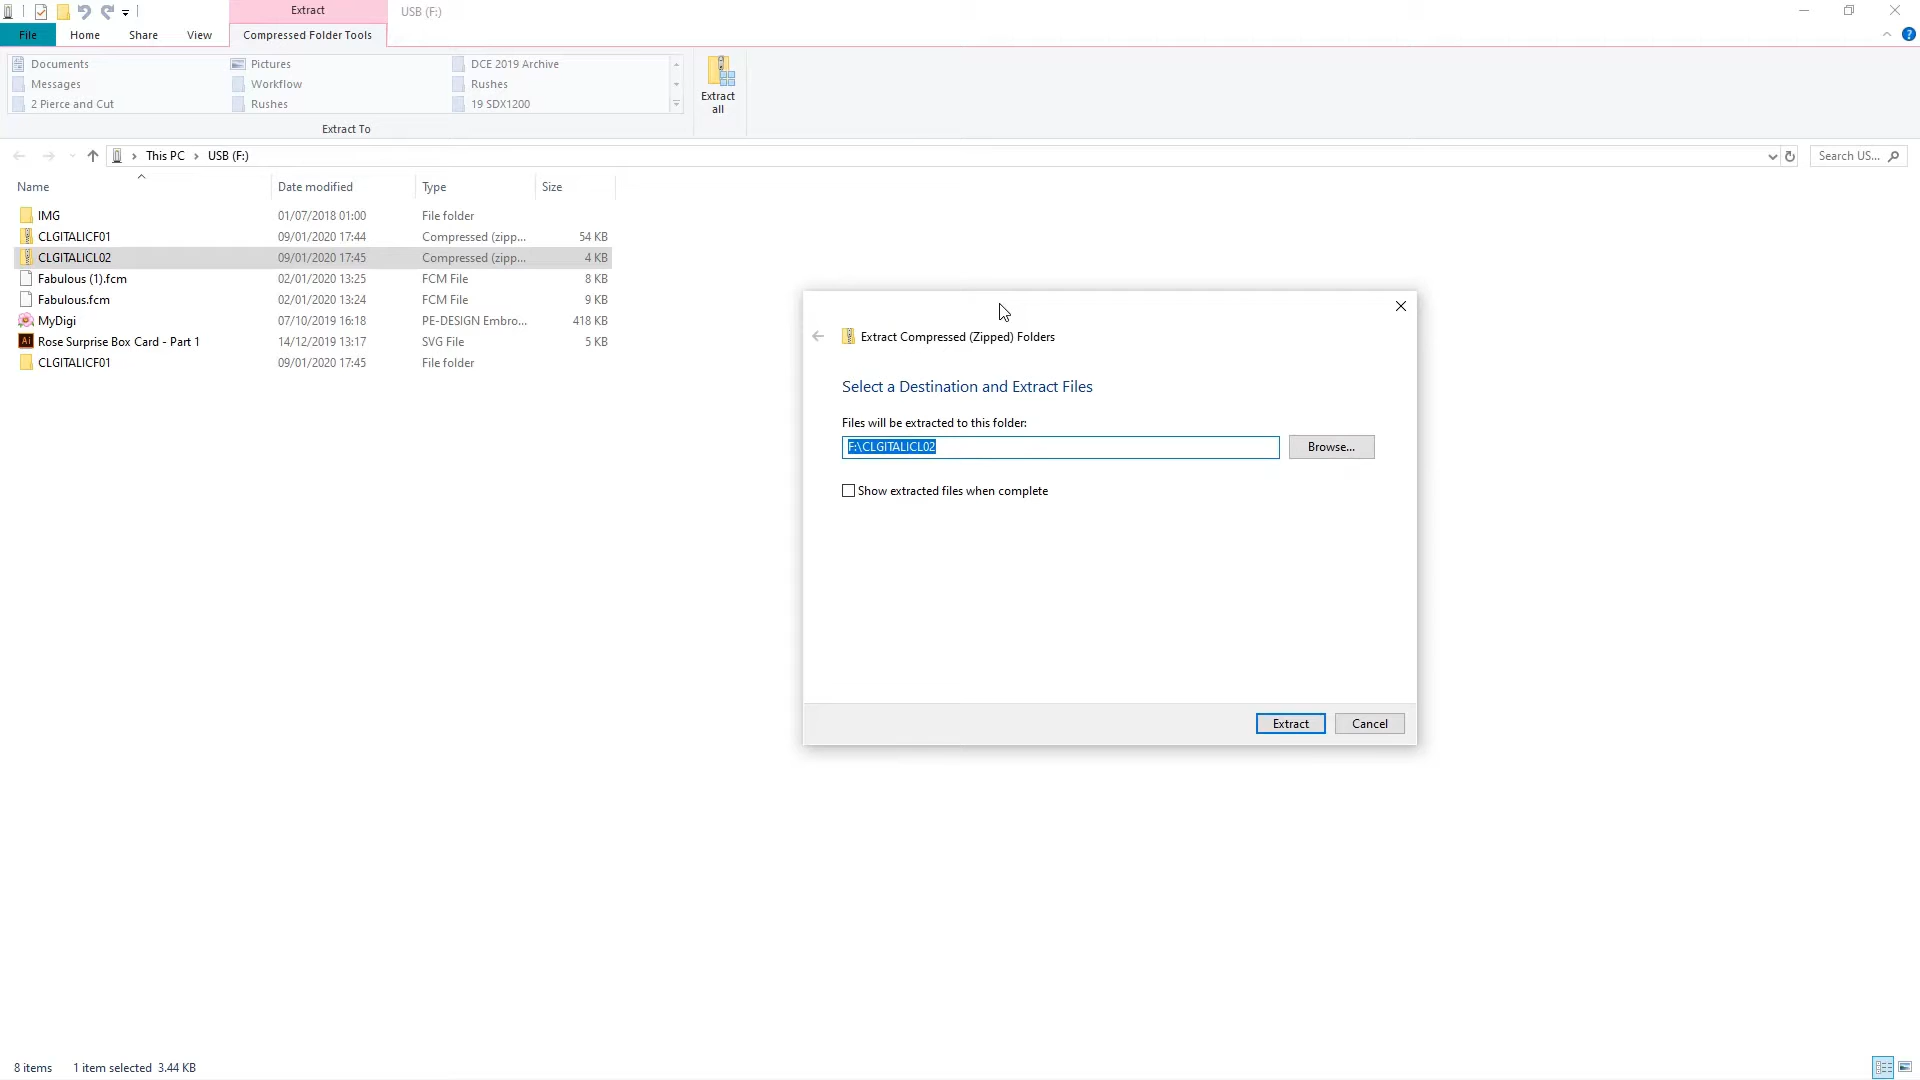 Extract
USB (F:)
File
Home
Share
View
Compressed Folder Tools
Documents
Pictures
DCE 2019 Archive
Messages
Workflow
Rushes
2 Pierce and Cut
Rushes
19 SDX1200
Extract
all
Extract To
This PC
USB (F:)
Search US...
Name
Date modified
Type
Size
IMG
01/07/2018 01:00
File folder
CLGITALICF01
09/01/2020 17:44
Compressed (zipp...
54 KB
CLGITALICL02
09/01/2020 17:45
Compressed (zipp...
4 KB
Fabulous (1).fcm
02/01/2020 13:25
FCM File
8 KB
Fabulous.fcm
02/01/2020 13:24
FCM File
9 KB
MyDigi
07/10/2019 16:18
PE-DESIGN Embro...
418 KB
Ai
Rose Surprise Box Card - Part 1
14/12/2019 13:17
SVG File
5 KB
CLGITALICF01
09/01/2020 17:45
File folder
Extract Compressed (Zipped) Folders
Select a Destination and Extract Files
Files will be extracted to this folder:
F:\CLGITALICL02
Browse...
Show extracted files when complete
Extract
Cancel
8 items
1 item selected 3.44 KB